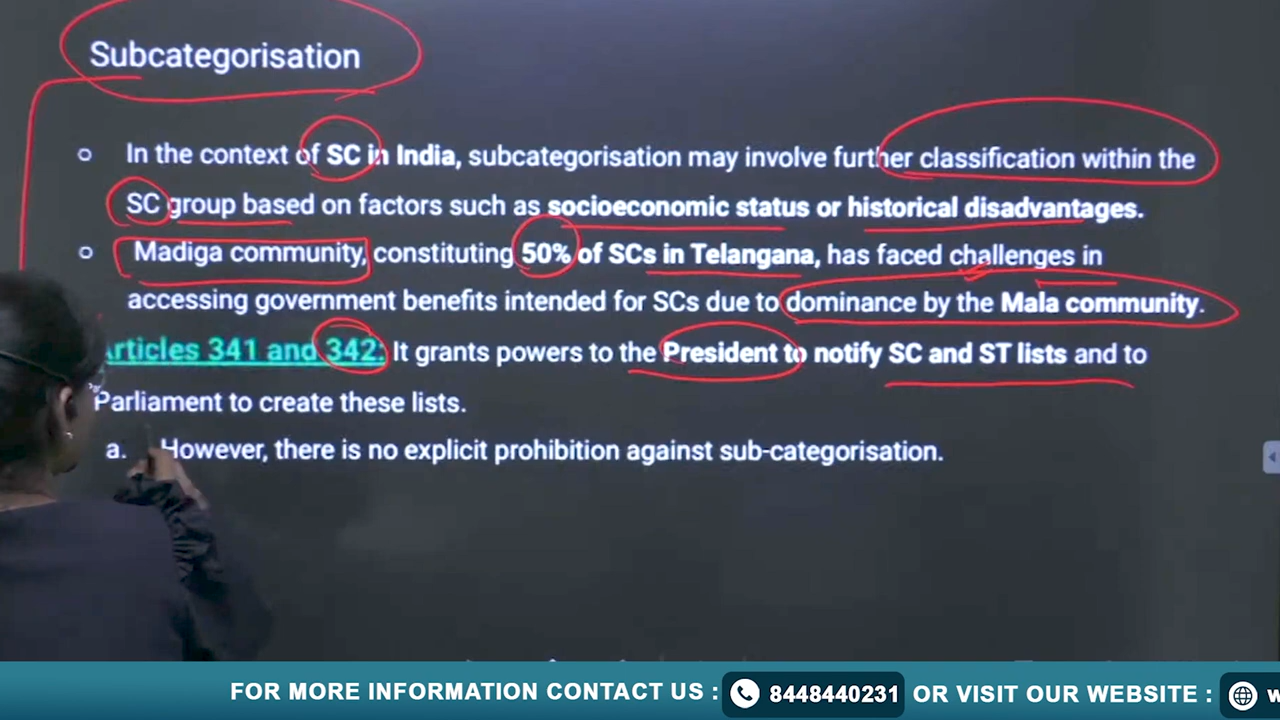 Subcategorisation
In the context of SC in India, subcategorisation may involve further classification within the
SC group based on factors such as socioeconomic status or historical disadvantages.
Madiga community, constituting 50% of SCs in Telangana, has faced challenges in
accessing government benefits intended for SCs due to dominance by the Mala community.
Articles 341 and 342. It grants powers to the President to notify SC and ST lists and to
Parliament to create these lists.
a. However, there is no explicit prohibition against sub-categorisation.
FOR MORE INFORMATION CONTACT US : 8448440231 OR VISIT OUR WEBSITE :